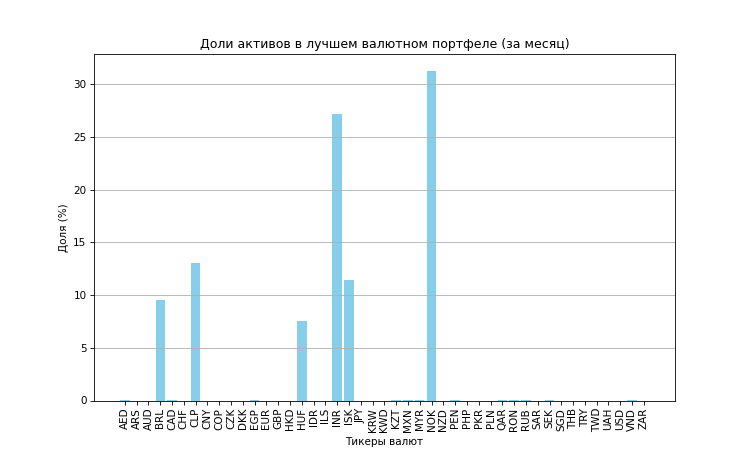 Доли активов в лучшем валютном портфеле (за месяц)
Доля (%)
30
25
20
15
10
5
0
AED ARS AUD BRL CAD CHF CLP CNY COP CZK DKK EGP EUR GBP HKD HUF IDR ILS INR ISK JPY KRW KWD KZT MXN MYR NOK NZD PEN PHP PKR PLN QAR RON RUB SAR SEK SGD THB TRY TWD UAH USD VND ZAR
Тикеры валют